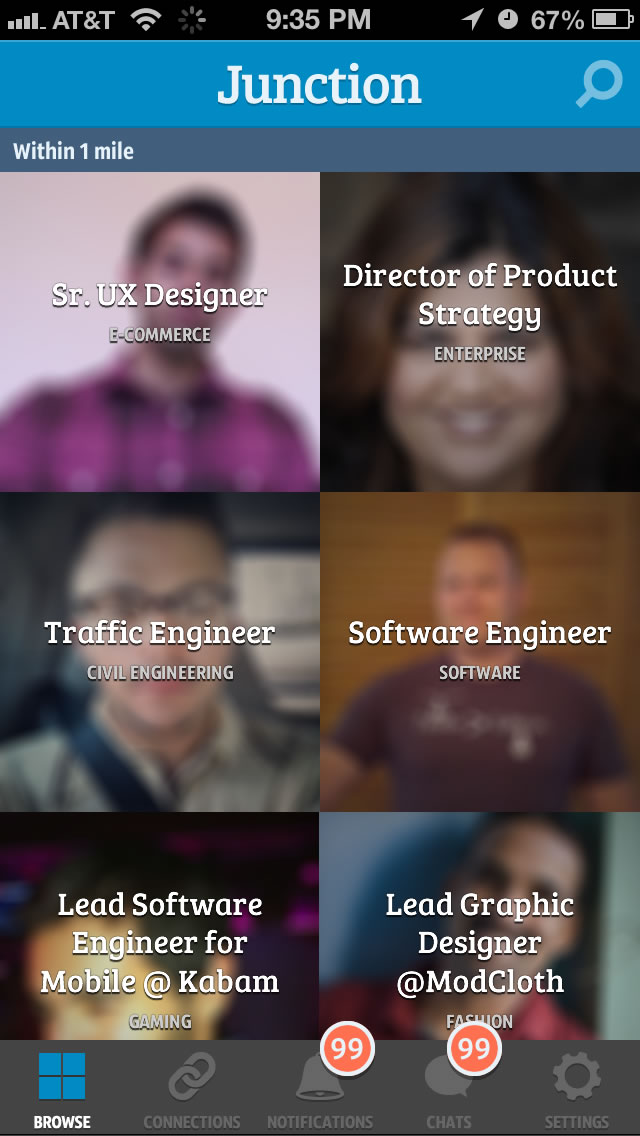 AT&T 9:35 PM 67%
Junction
Within 1 mile
Sr. UX Designer
E-COMMERCE
Director of Product
Strategy
ENTERPRISE
Traffic Engineer
CIVIL ENGINEERING
Software Engineer
SOFTWARE
Lead Software
Engineer for
Mobile @ Kabam
GAMING
Lead Graphic
Designer
@ModCloth
FASHION
99 99
BROWSE CONNECTIONS NOTIFICATIONS CHATS SETTINGS